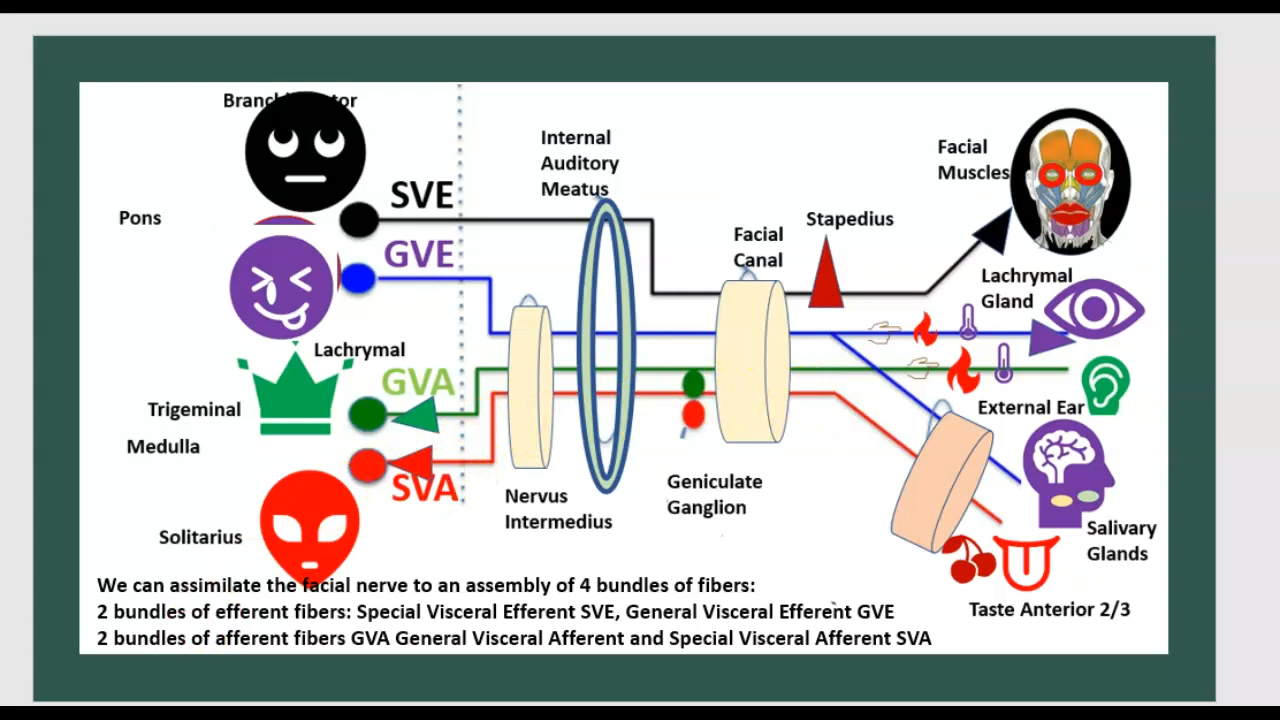 Internal
Auditory
Meatus
Facial
Muscles
SVE
Pons
Stapedius
Facial
Canal
GVE
Lachrymal
Gland
Lachrymal
GVA
Trigeminal
External Ear
Medulla
SVA
Geniculate
Ganglion
Nervus
Intermedius
Solitarius
Salivary
Glands
Taste Anterior 2/3
We can assimilate the facial nerve to an assembly of 4 bundles of fibers:
2 bundles of efferent fibers: Special Visceral Efferent SVE, General Visceral Efferent GVE
2 bundles of afferent fibers GVA General Visceral Afferent and Special Visceral Afferent SVA